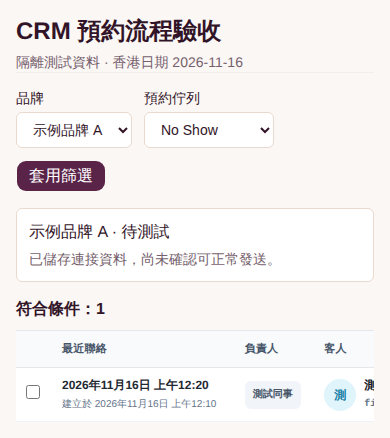 CRM 預約流程驗收
隔離測試資料 · 香港日期 2026-11-16
品牌 預約佇列
示例品牌 A No Show
套用篩選
示例品牌 A · 待測試
已儲存連接資料，尚未確認可正常發送。
符合條件：1
最近聯絡 負責人 客人
2026年11月16日 上午12:20
建立於 2026年11月16日 上午12:10
測試同事
測